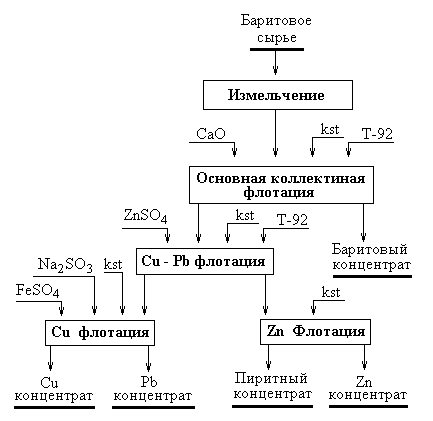 Баритовое
сырье
Измельчение
CaO
kst
T-92
Основная коллектиная
флотация
ZnSO4
kst
T-92
Баритовый
концентрат
Cu - Pb флотация
Na2SO3
kst
FeSO4
kst
Cu флотация
Zn Флотация
Cu
концентрат
Pb
концентрат
Пиритный
концентрат
Zn
концентрат